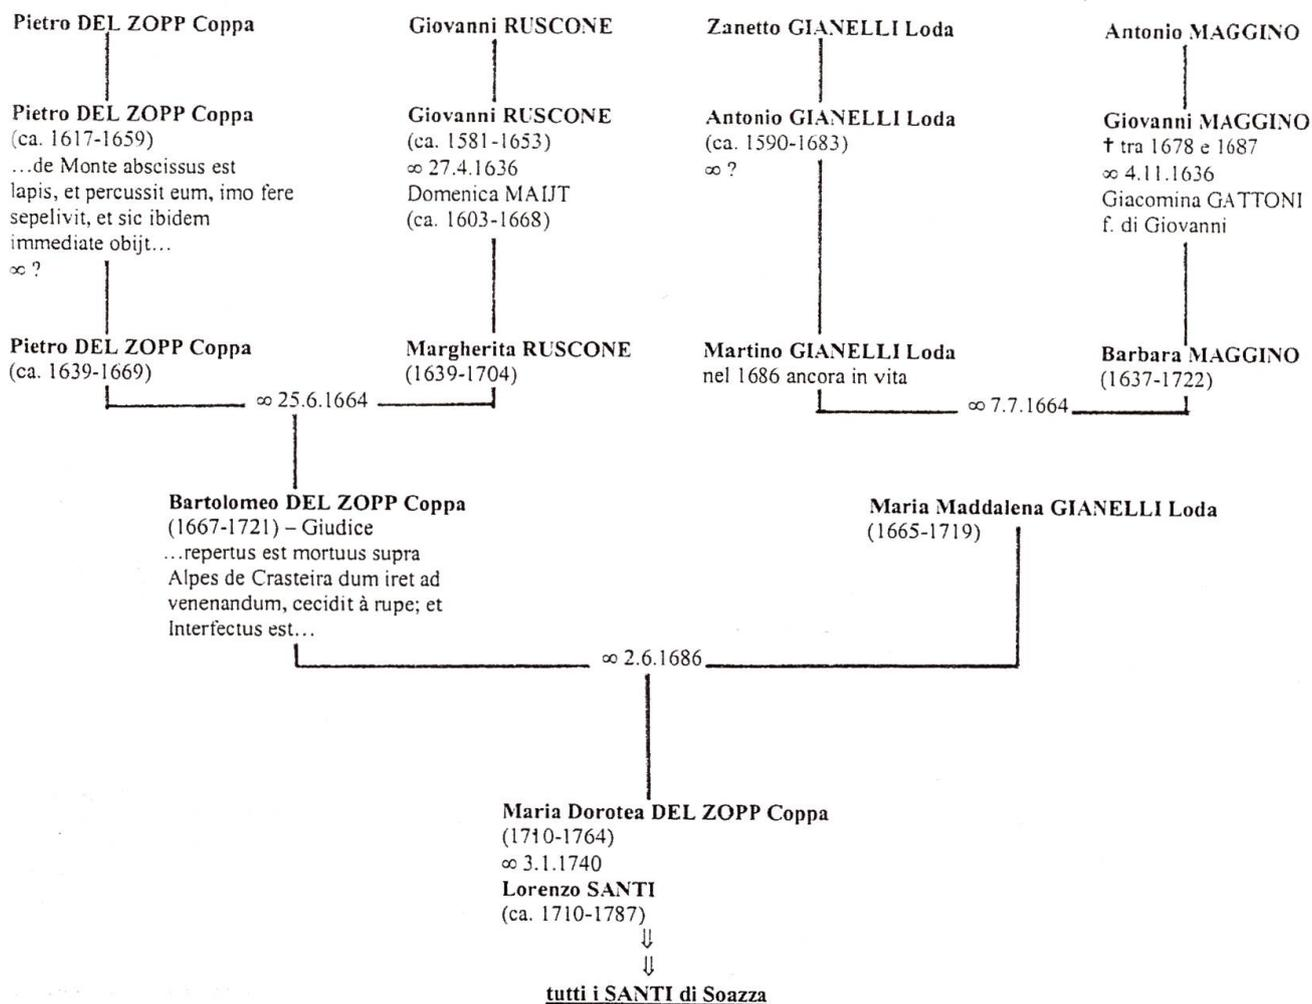 Pietro DEL ZOPP Coppa
Giovanni RUSCONE
Zanetto GIANELLI Loda
Antonio MAGGINO
Pietro DEL ZOPP Coppa
(ca. 1617-1659)
…de Monte abscissus est
lapis, et percussit eum, imo fere
sepelivit, et sic ibidem
immediate obijt…
∞ ?
Giovanni RUSCONE
(ca. 1581-1653)
∞ 27.4.1636
Domenica MAIJT
(ca. 1603-1668)
Antonio GIANELLI Loda
(ca. 1590-1683)
∞ ?
Giovanni MAGGINO
† tra 1678 e 1687
∞ 4.11.1636
Giacomina GATTONI
f. di Giovanni
Pietro DEL ZOPP Coppa
(ca. 1639-1669)
Margherita RUSCONE
(1639-1704)
Martino GIANELLI Loda
nel 1686 ancora in vita
Barbara MAGGINO
(1637-1722)
∞ 25.6.1664
∞ 7.7.1664
Bartolomeo DEL ZOPP Coppa
(1667-1721) – Giudice
…repertus est mortuus supra
Alpes de Crasteira dum iret ad
venenandum, cecidit à rupe; et
Interfectus est…
Maria Maddalena GIANELLI Loda
(1665-1719)
∞ 2.6.1686
Maria Dorotea DEL ZOPP Coppa
(1710-1764)
∞ 3.1.1740
Lorenzo SANTI
(ca. 1710-1787)
⇓
⇓
tutti i SANTI di Soazza